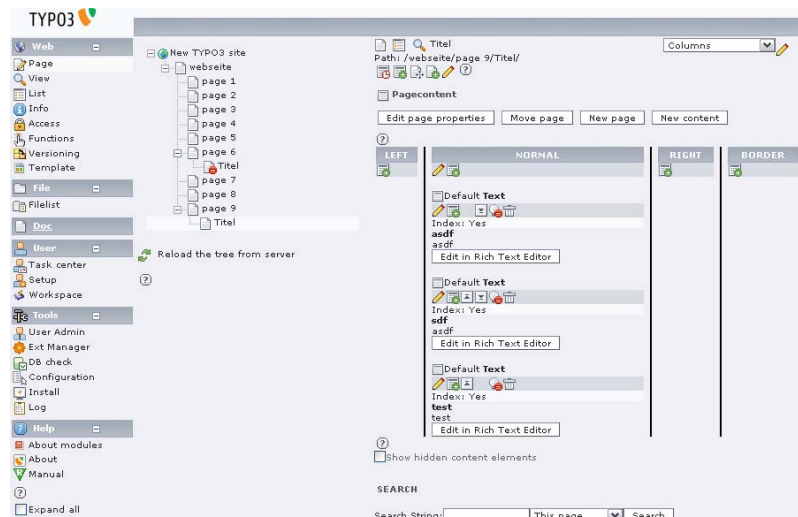 TYPO3
Web
Page
View
List
Info
Access
Functions
Versioning
Template
File
Filelist
Doc
User
Task center
Setup
Workspace
Tools
User Admin
Ext Manager
DB check
Configuration
Install
Log
Help
About modules
About
Manual
Expand all
New TYPO3 site
webseite
page 1
page 2
page 3
page 4
page 5
page 6
Titel
page 7
page 8
page 9
Titel
Reload the tree from server
Titel
Columns
Path: /webseite/page 9/Titel/
Pagecontent
Edit page properties Move page New page New content
LEFT NORMAL RIGHT BORDER
Default Text
Index: Yes
asdf
asdf
Edit in Rich Text Editor
Default Text
Index: Yes
sdf
asdf
Edit in Rich Text Editor
Default Text
Index: Yes
test
test
Edit in Rich Text Editor
Show hidden content elements
SEARCH
Search String: This page Search